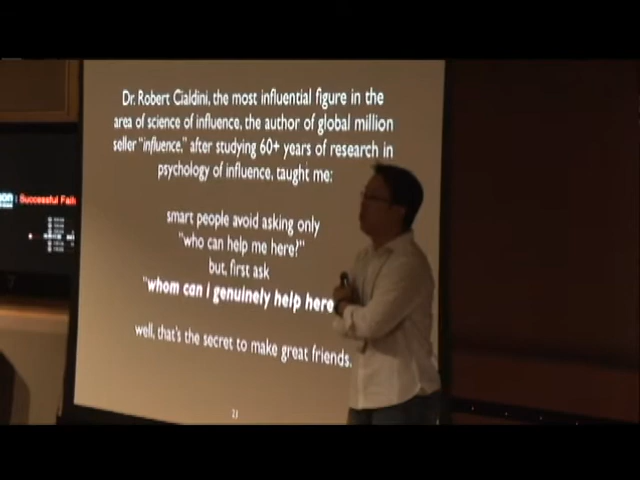 Dr. Robert Cialdini, the most influential figure in the
area of science of influence, the author of global million
seller "influence," after studying 60+ years of research in
psychology of influence, taught me:
smart people avoid asking only
"who can help me here?"
but, first ask
"whom can i genuinely help here
well, that's the secret to make great friends.
23
: Successful Fail